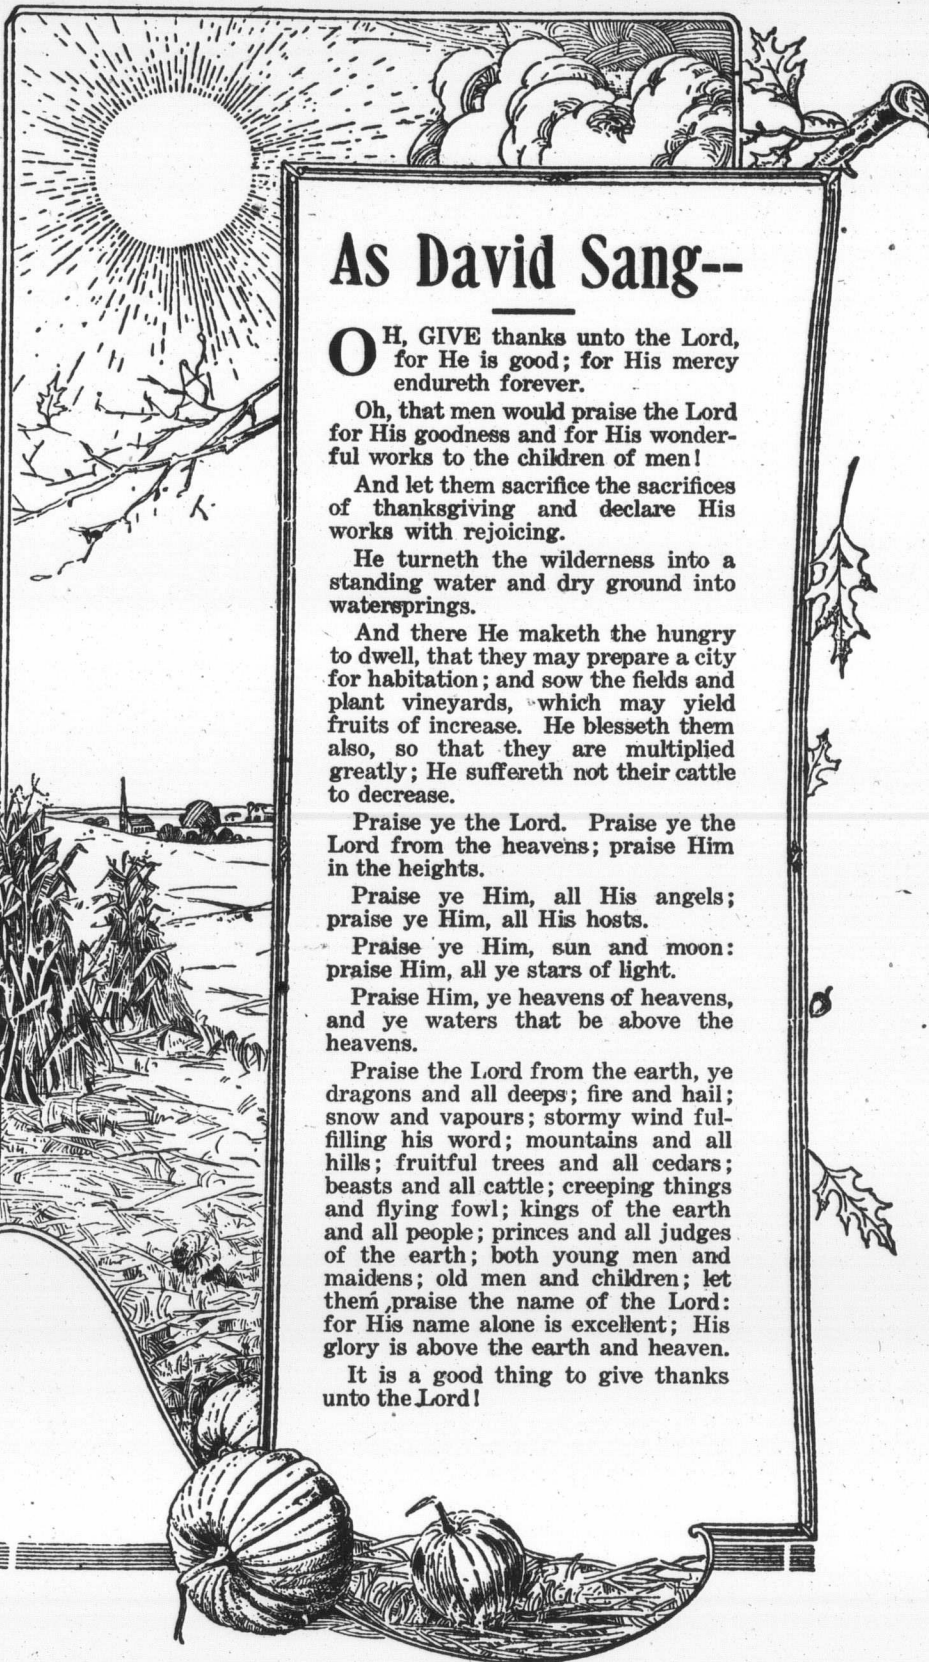 As David Sang--
OH, GIVE thanks unto the Lord,
for He is good; for His mercy
endureth forever.
Oh, that men would praise the Lord
for His goodness and for His wonder-
ful works to the children of men!
And let them sacrifice the sacrifices
of thanksgiving and declare His
works with rejoicing.
He turneth the wilderness into a
standing water and dry ground into
watersprings.
And there He maketh the hungry
to dwell, that they may prepare a city
for habitation; and sow the fields and
plant vineyards, which may yield
fruits of increase. He blesseth them
also, so that they are multiplied
greatly; He suffereth not their cattle
to decrease.
Praise ye the Lord. Praise ye the
Lord from the heavens; praise Him
in the heights.
Praise ye Him, all His angels;
praise ye Him, all His hosts.
Praise ye Him, sun and moon:
praise Him, all ye stars of light.
Praise Him, ye heavens of heavens,
and ye waters that be above the
heavens.
Praise the Lord from the earth, ye
dragons and all deeps; fire and hail;
snow and vapours; stormy wind ful-
filling his word; mountains and all
hills; fruitful trees and all cedars;
beasts and all cattle; creeping things
and flying fowl; kings of the earth
and all people; princes and all judges
of the earth; both young men and
maidens; old men and children; let
them praise the name of the Lord:
for His name alone is excellent; His
glory is above the earth and heaven.
It is a good thing to give thanks
unto the Lord!